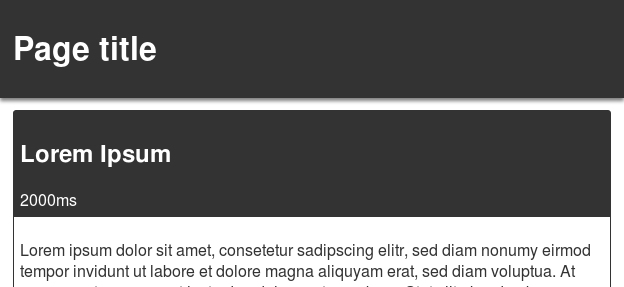 Page title
Lorem Ipsum
2000ms
Lorem ipsum dolor sit amet, consetetur sadipscing elitr, sed diam nonumy eirmod
tempor invidunt ut labore et dolore magna aliquyam erat, sed diam voluptua. At